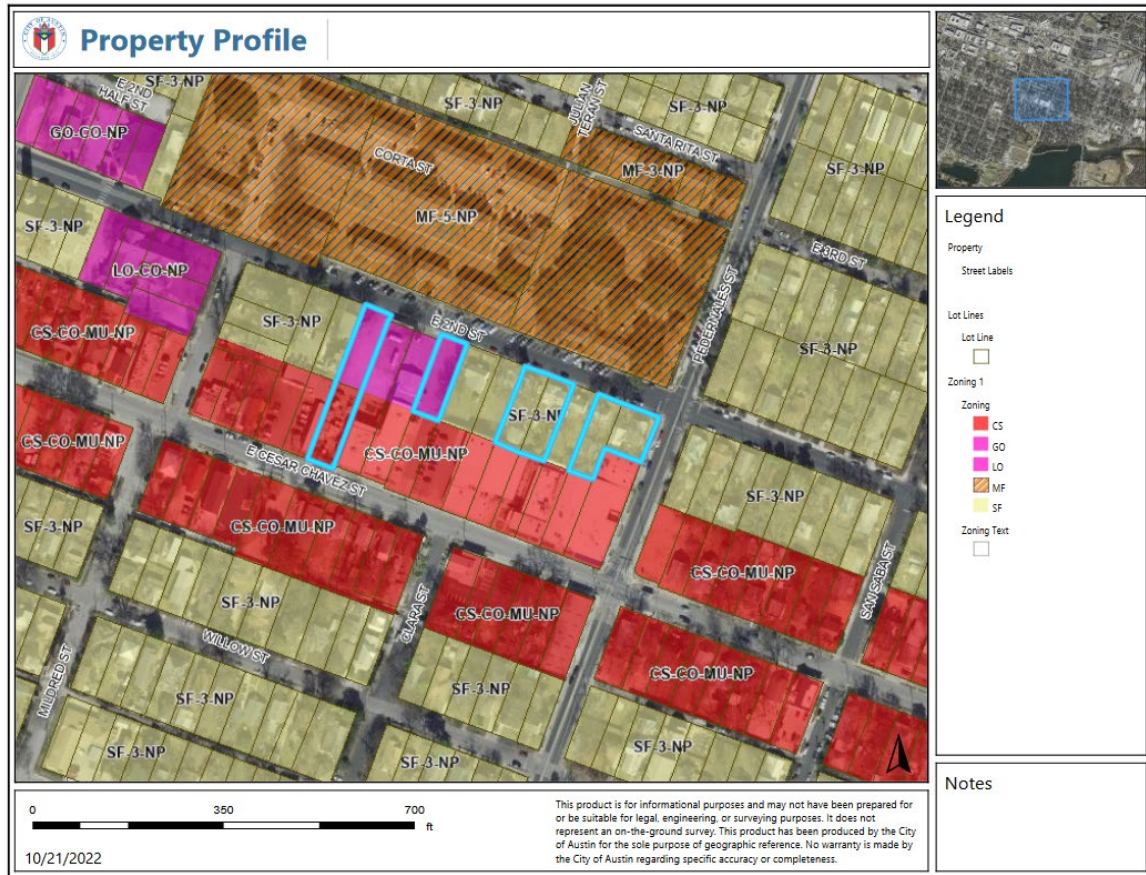 CITY OF AUSTIN
Property Profile
SF-3-NP
E 2ND
HALF ST
GO-CO-NP
SF-3-NP
JULIAN
TERAN ST
SF-3-NP
SANTA RITA ST
CORTA ST
MF-3-NP
SF-3-NP
MF-5-NP
SF-3-NP
E 3RD ST
LO-CO-NP
PEDERNALES ST
CS-CO-MU-NP
SF-3-NP
E 2ND ST
SF-3-NP
SF-3-NP
CS-CO-MU-NP
CS-CO-MU-NP
E CESAR CHAVEZ ST
SF-3-NP
SF-3-NP
CS-CO-MU-NP
CS-CO-MU-NP
SAN SABA ST
SF-3-NP
CLARA ST
CS-CO-MU-NP
WILLOW ST
CS-CO-MU-NP
MILDRED ST
SF-3-NP
SF-3-NP
SF-3-NP
SF-3-NP
SF-3-NP
Legend
Property
Street Labels
Lot Lines
Lot Line
Zoning 1
Zoning
CS
GO
LO
MF
SF
Zoning Text
Notes
0 350 700
ft
10/21/2022
This product is for informational purposes and may not have been prepared for
or be suitable for legal, engineering, or surveying purposes. It does not
represent an on-the-ground survey. This product has been produced by the City
of Austin for the sole purpose of geographic reference. No warranty is made by
the City of Austin regarding specific accuracy or completeness.